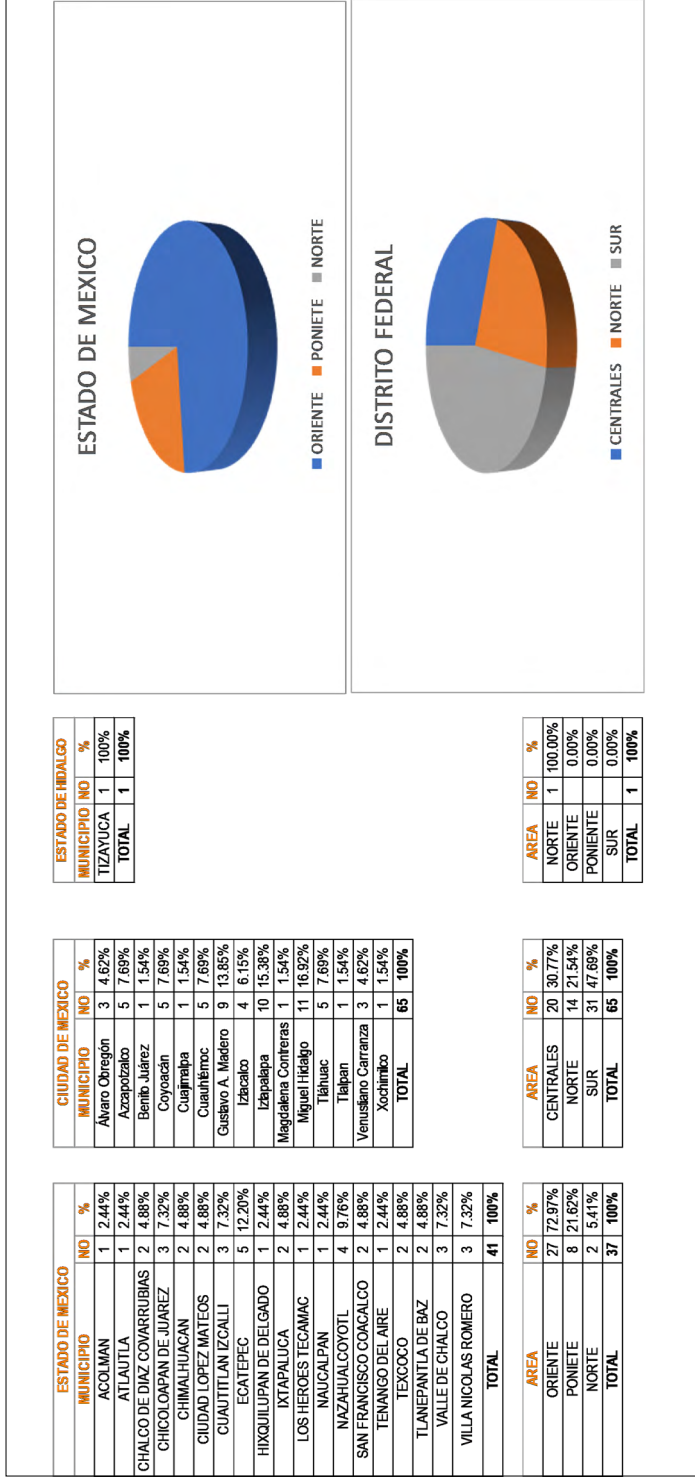 ESTADO DE MEXICO
MUNICIPIO NO %
ACOLMAN 1 2.44%
ATLAUTLA 1 2.44%
CHALCO DE DIAZ COVARRUBIAS 2 4.88%
CHICOLOAPAN DE JUAREZ 3 7.32%
CHIMALHUACAN 2 4.88%
CIUDAD LOPEZ MATEOS 2 4.88%
CUAUTITLAN IZCALLI 3 7.32%
ECATEPEC 5 12.20%
HIXQUILUPAN DE DELGADO 1 2.44%
IXTAPALUCA 2 4.88%
LOS HEROES TECAMAC 1 2.44%
NAUCALPAN 1 2.44%
NAZAHUALCOYOTL 4 9.76%
SAN FRANCISCO COACALCO 2 4.88%
TENANGO DEL AIRE 1 2.44%
TEXCOCO 2 4.88%
TLANEPANTLA DE BAZ 2 4.88%
VALLE DE CHALCO 3 7.32%
VILLA NICOLAS ROMERO 3 7.32%
TOTAL 41 100%
CIUDAD DE MEXICO
MUNICIPIO NO %
Álvaro Obregón 3 4.62%
Azcapotzalco 5 7.69%
Benito Juárez 1 1.54%
Coyoacán 5 7.69%
Cuajimalpa 1 1.54%
Cuauhtémoc 5 7.69%
Gustavo A. Madero 9 13.85%
Iztacalco 4 6.15%
Iztapalapa 10 15.38%
Magdalena Contreras 1 1.54%
Miguel Hidalgo 11 16.92%
Tláhuac 5 7.69%
Tlalpan 1 1.54%
Venustiano Carranza 3 4.62%
Xochimilco 1 1.54%
TOTAL 65 100%
ESTADO DE HIDALGO
MUNICIPIO NO %
TIZAYUCA 1 100%
TOTAL 1 100%
ESTADO DE MEXICO
ORIENTE PONIETE NORTE
AREA NO %
ORIENTE 27 72.97%
PONIETE 8 21.62%
NORTE 2 5.41%
TOTAL 37 100%
AREA NO %
CENTRALES 20 30.77%
NORTE 14 21.54%
SUR 31 47.69%
TOTAL 65 100%
AREA NO %
NORTE 1 100.00%
ORIENTE 0.00%
PONIENTE 0.00%
SUR 0.00%
TOTAL 1 100%
DISTRITO FEDERAL
CENTRALES NORTE SUR